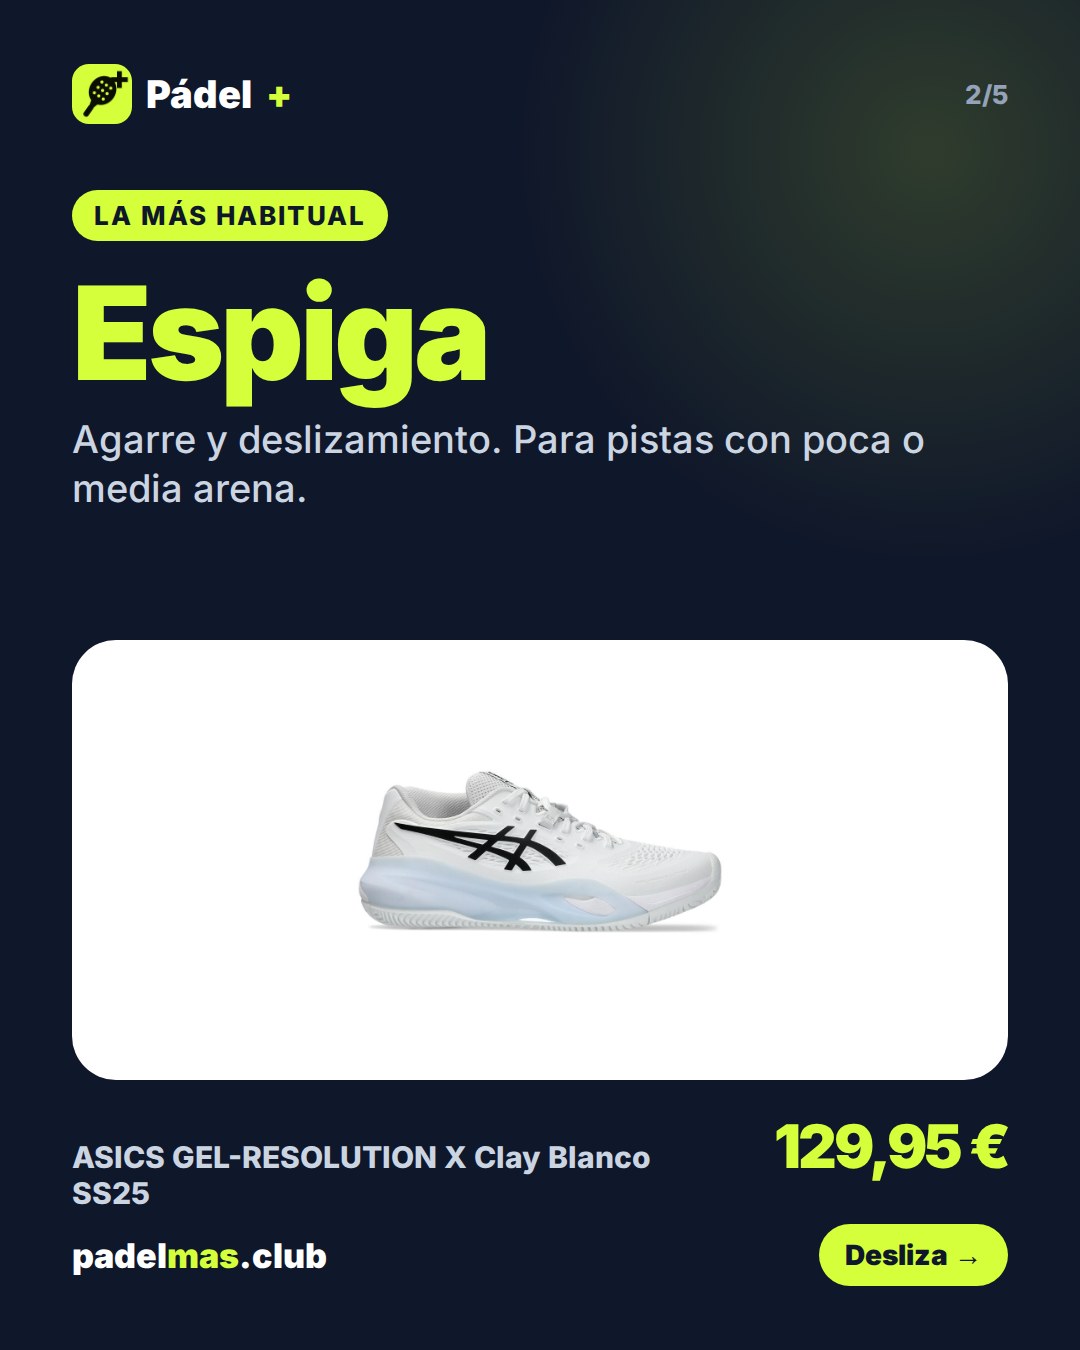 Pádel +
2/5
LA MÁS HABITUAL
Espiga
Agarre y deslizamiento. Para pistas con poca o
media arena.
ASICS GEL-RESOLUTION X Clay Blanco
SS25
129,95 €
padelmas.club
Desliza →